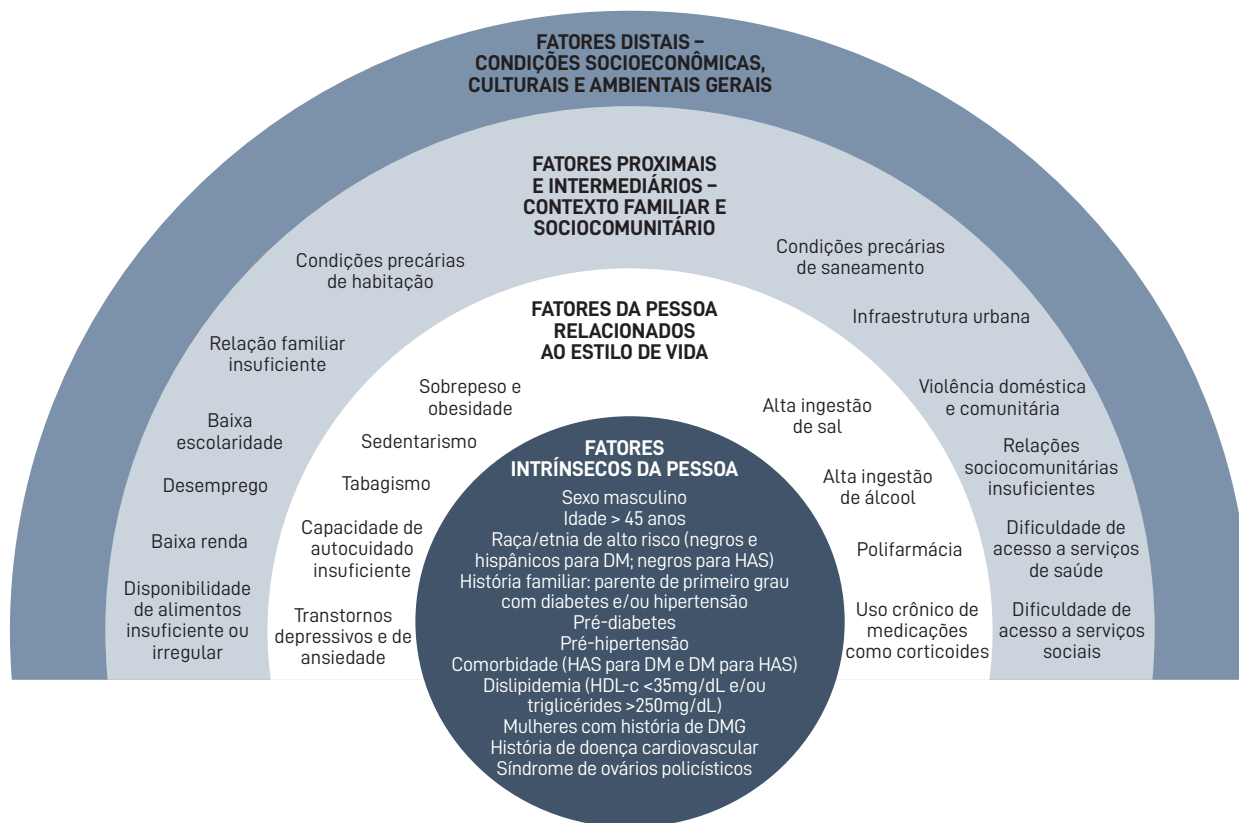 FATORES DISTAIS –
CONDIÇÕES SOCIOECONÔMICAS,
CULTURAIS E AMBIENTAIS GERAIS
FATORES PROXIMAIS
E INTERMEDIÁRIOS –
CONTEXTO FAMILIAR E
SOCIOCOMUNITÁRIO
Condições precárias
de habitação
Relação familiar
insuficiente
Baixa
escolaridade
Desemprego
Baixa renda
Disponibilidade
de alimentos
insuficiente ou
irregular
Condições precárias
de saneamento
Infraestrutura urbana
Violência doméstica
e comunitária
Relações
sociocomunitárias
insuficientes
Dificuldade de
acesso a serviços
de saúde
Dificuldade de
acesso a serviços
sociais
FATORES DA PESSOA
RELACIONADOS
AO ESTILO DE VIDA
Sobrepeso e
obesidade
Sedentarismo
Tabagismo
Capacidade de
autocuidado
insuficiente
Transtornos
depressivos e de
ansiedade
Alta ingestão
de sal
Alta ingestão
de álcool
Polifarmácia
Uso crônico de
medicações
como corticoides
FATORES
INTRÍNSECOS DA PESSOA
Sexo masculino
Idade > 45 anos
Raça/etnia de alto risco (negros e
hispânicos para DM; negros para HAS)
História familiar: parente de primeiro grau
com diabetes e/ou hipertensão
Pré-diabetes
Pré-hipertensão
Comorbidade (HAS para DM e DM para HAS)
Dislipidemia (HDL-c <35mg/dL e/ou
triglicérides >250mg/dL)
Mulheres com história de DMG
História de doença cardiovascular
Síndrome de ovários policísticos